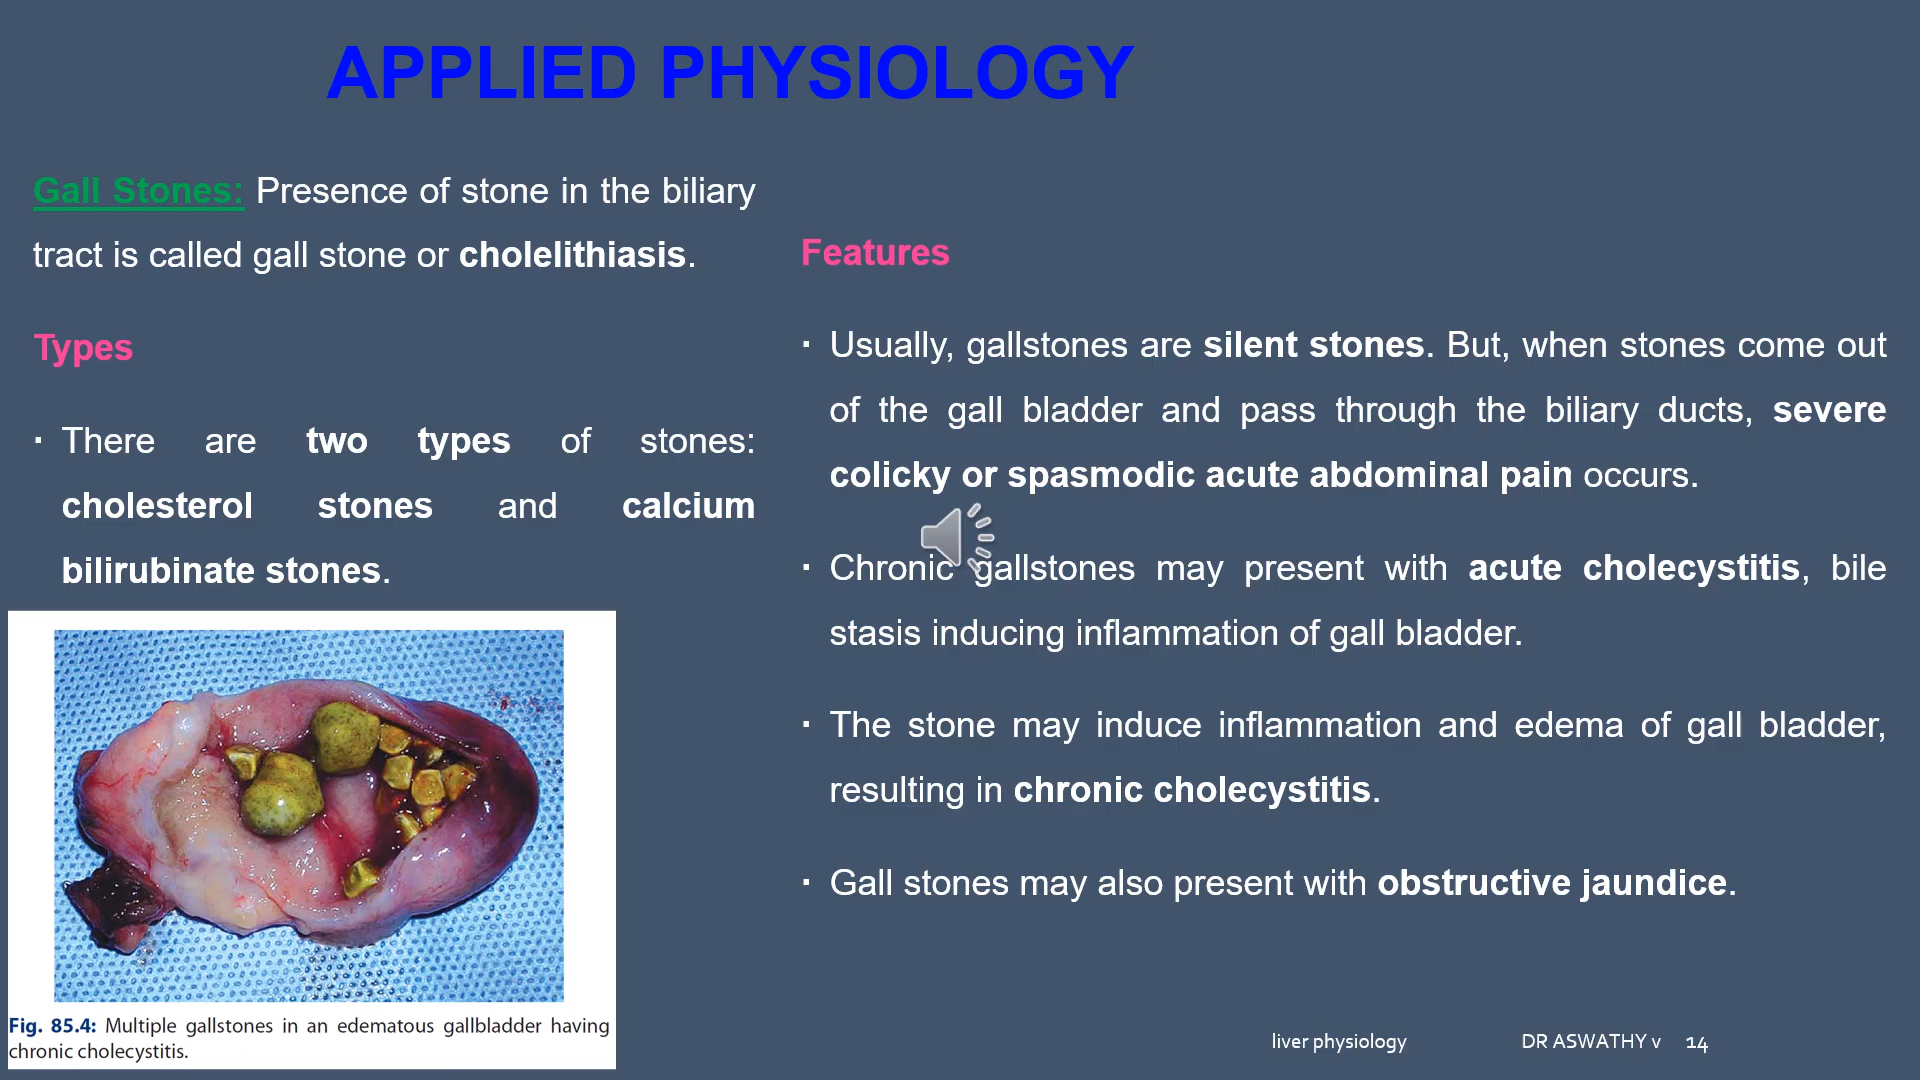 APPLIED PHYSIOLOGY
Gall Stones: Presence of stone in the biliary
tract is called gall stone or cholelithiasis.
Types
▪ There are two types of stones:
cholesterol stones and calcium
bilirubinate stones.
Fig. 85.4: Multiple gallstones in an edematous gallbladder having
chronic cholecystitis.
Features
▪ Usually, gallstones are silent stones. But, when stones come out
of the gall bladder and pass through the biliary ducts, severe
colicky or spasmodic acute abdominal pain occurs.
▪ Chronic gallstones may present with acute cholecystitis, bile
stasis inducing inflammation of gall bladder.
▪ The stone may induce inflammation and edema of gall bladder,
resulting in chronic cholecystitis.
▪ Gall stones may also present with obstructive jaundice.
liver physiology DR ASWATHY v 14